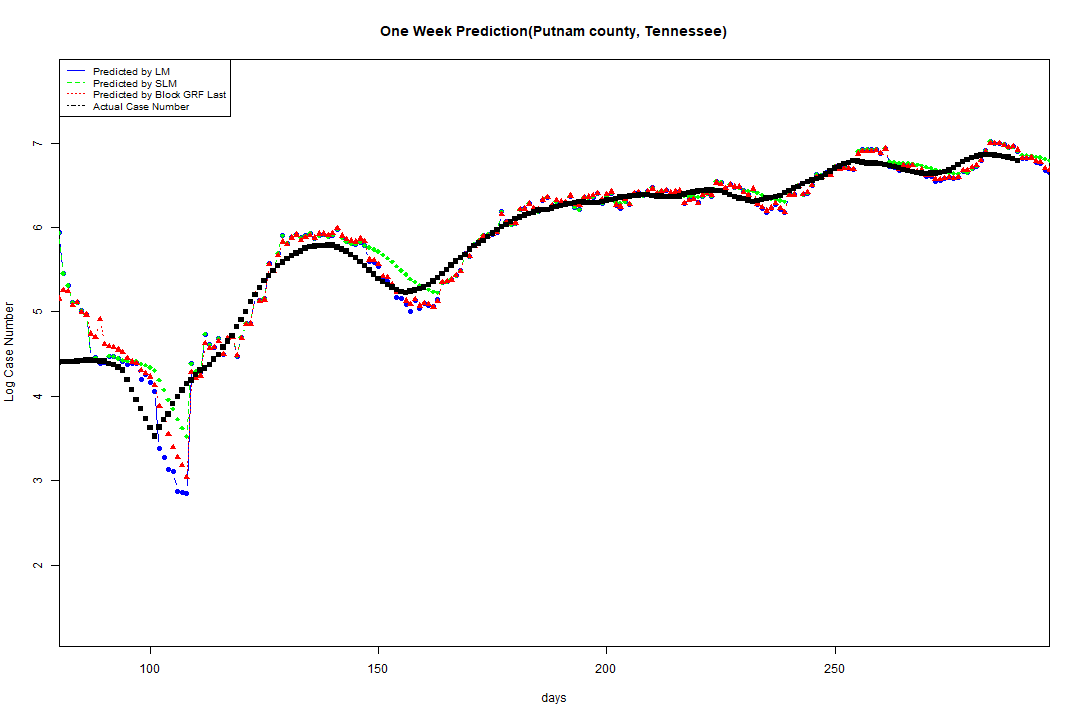 One Week Prediction(Putnam county, Tennessee)
Predicted by LM
Predicted by SLM
Predicted by Block GRF Last
Actual Case Number
7
6
5
4
3
2
Log Case Number
100 150 200 250
days